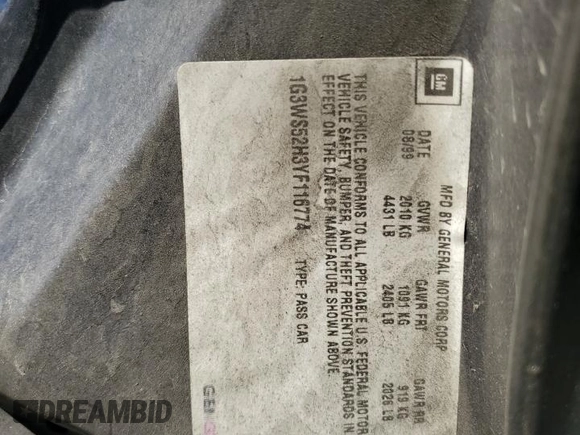 GM
MFD BY GENERAL MOTORS CORP
DATE GVWR GAWR FRT GAWR RR
08/99 2010 KG 1091 KG 919 KG
4431 LB 2405 LB 2026 LB
THIS VEHICLE CONFORMS TO ALL APPLICABLE U.S. FEDERAL MOTOR
VEHICLE SAFETY, BUMPER, AND THEFT PREVENTION STANDARDS IN
EFFECT ON THE DATE OF MANUFACTURE SHOWN ABOVE.
1G3WS52H3YF116774 TYPE: PASS CAR
DREAMBID